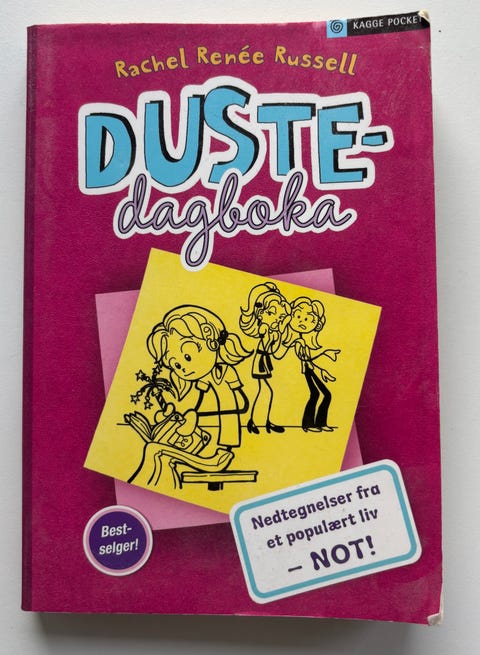 KAGGE POCKET
Rachel Renée Russell
DUSTE-
dagboka
Best-
selger!
Nedtegnelser fra
et populært liv
– NOT!